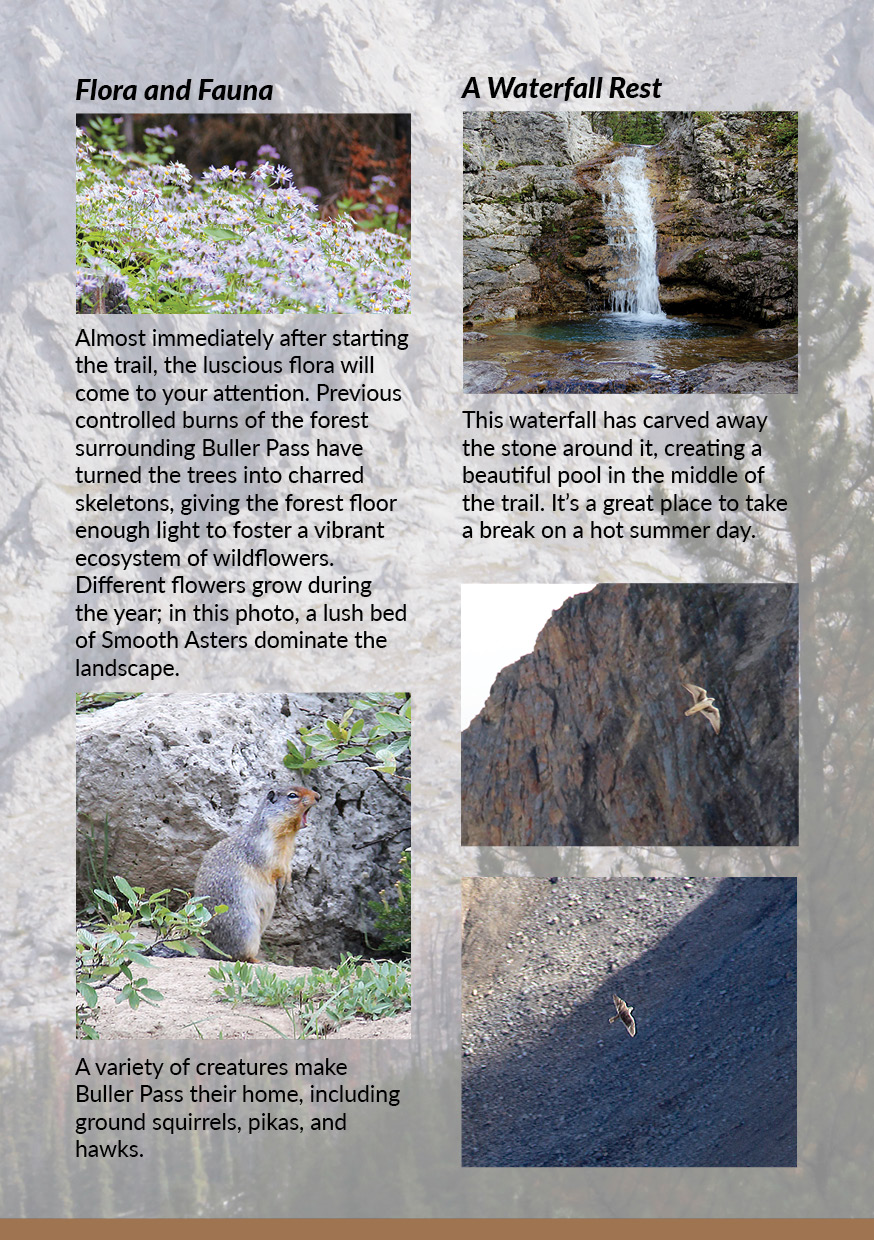 Flora and Fauna
Almost immediately after starting
the trail, the luscious flora will
come to your attention. Previous
controlled burns of the forest
surrounding Buller Pass have
turned the trees into charred
skeletons, giving the forest floor
enough light to foster a vibrant
ecosystem of wildflowers.
Different flowers grow during
the year; in this photo, a lush bed
of Smooth Asters dominate the
landscape.
A variety of creatures make
Buller Pass their home, including
ground squirrels, pikas, and
hawks.
A Waterfall Rest
This waterfall has carved away
the stone around it, creating a
beautiful pool in the middle of
the trail. It’s a great place to take
a break on a hot summer day.